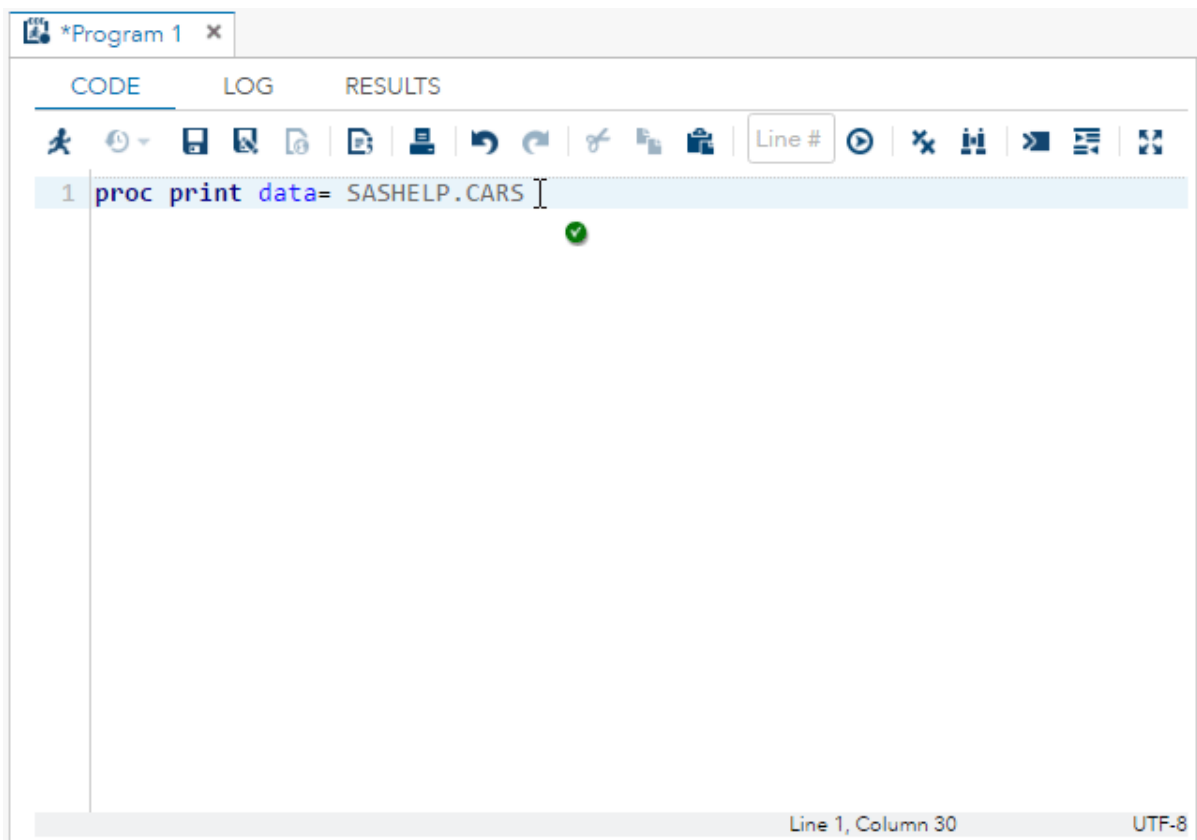 *Program 1
CODE LOG RESULTS
Line #
1 proc print data= SASHELP.CARS
Line 1, Column 30 UTF-8